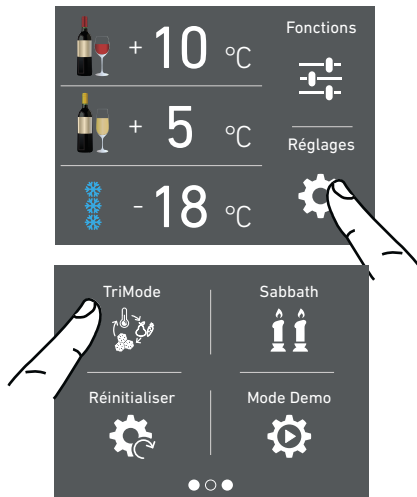 + 10 °C
Fonctions
+ 5 °C
Réglages
- 18 °C
TriMode
Sabbath
Réinitialiser
Mode Demo